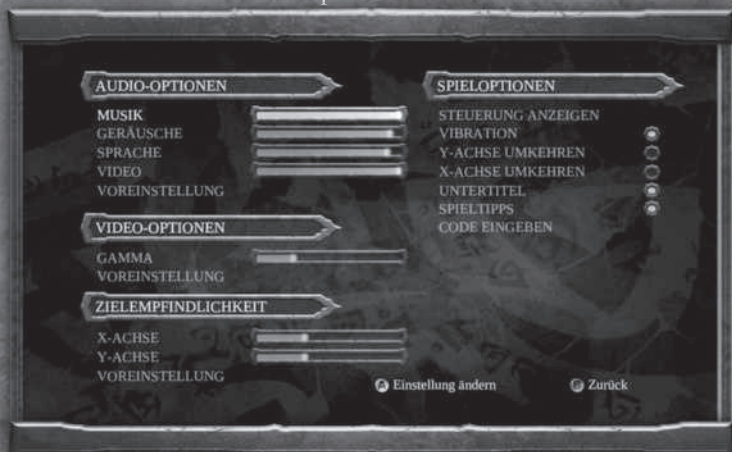 AUDIO-OPTIONEN
MUSIK
GERÄUSCHE
SPRACHE
VIDEO
VOREINSTELLUNG
VIDEO-OPTIONEN
GAMMA
VOREINSTELLUNG
ZIELEMPFINDLICHKEIT
X-ACHSE
Y-ACHSE
VOREINSTELLUNG
SPIELOPTIONEN
STEUERUNG ANZEIGEN
VIBRATION
Y-ACHSE UMKEHREN
X-ACHSE UMKEHREN
UNTERTITEL
SPIELTIPPS
CODE EINGEBEN
A Einstellung ändern
B Zurück